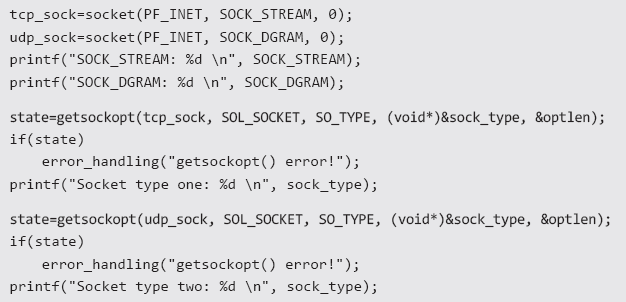 tcp_sock=socket(PF_INET, SOCK_STREAM, 0);
udp_sock=socket(PF_INET, SOCK_DGRAM, 0);
printf("SOCK_STREAM: %d \n", SOCK_STREAM);
printf("SOCK_DGRAM: %d \n", SOCK_DGRAM);
state=getsockopt(tcp_sock, SOL_SOCKET, SO_TYPE, (void*)&sock_type, &optlen);
if(state)
    error_handling("getsockopt() error!");
printf("Socket type one: %d \n", sock_type);
state=getsockopt(udp_sock, SOL_SOCKET, SO_TYPE, (void*)&sock_type, &optlen);
if(state)
    error_handling("getsockopt() error!");
printf("Socket type two: %d \n", sock_type);